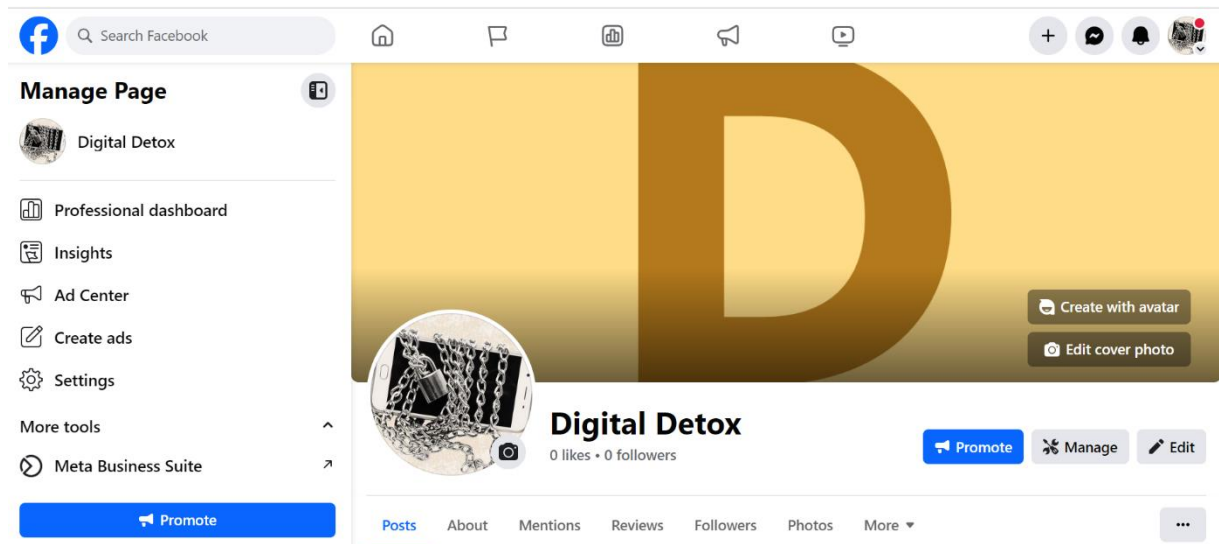 Search Facebook
Manage Page
Digital Detox
Professional dashboard
Insights
Ad Center
Create ads
Settings
More tools
Meta Business Suite
Promote
D
Create with avatar
Edit cover photo
Digital Detox
0 likes • 0 followers
Promote Manage Edit
Posts About Mentions Reviews Followers Photos More